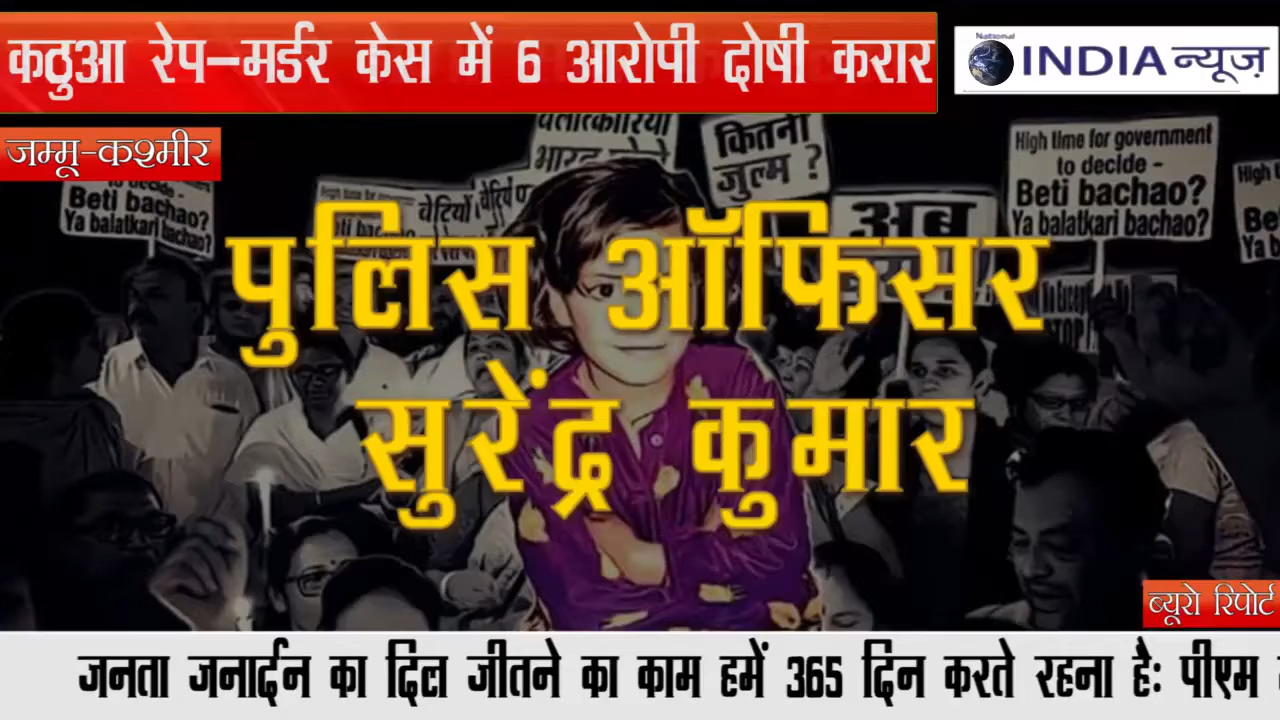 कठुआ रेप-मर्डर केस में 6 आरोपी दोषी करार
National
INDIA न्यूज़
जम्मू-कश्मीर
कितना
जुल्म ?
High time for government
to decide -
Beti bachao?
Ya balatkari bachao?
Beti bachao?
Ya balatkari bachao?
अब
पुलिस ऑफिसर
सुरेंद्र कुमार
ब्यूरो रिपोर्ट
जनता जनार्दन का दिल जीतने का काम हमें 365 दिन करते रहना है: पीएम